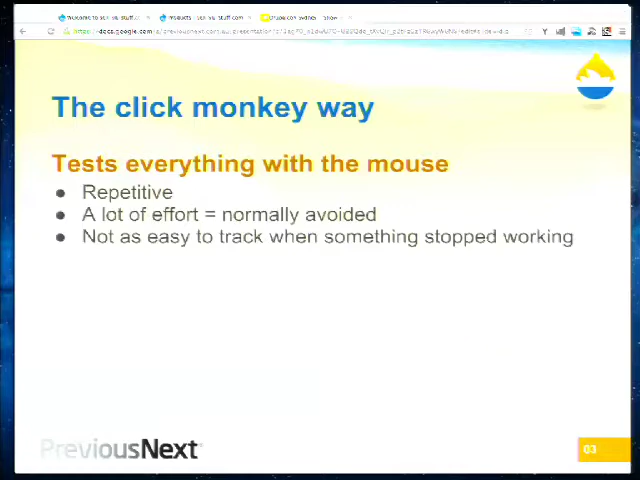 The click monkey way
Tests everything with the mouse
Repetitive
A lot of effort = normally avoided
Not as easy to track when something stopped working
PreviousNext
03